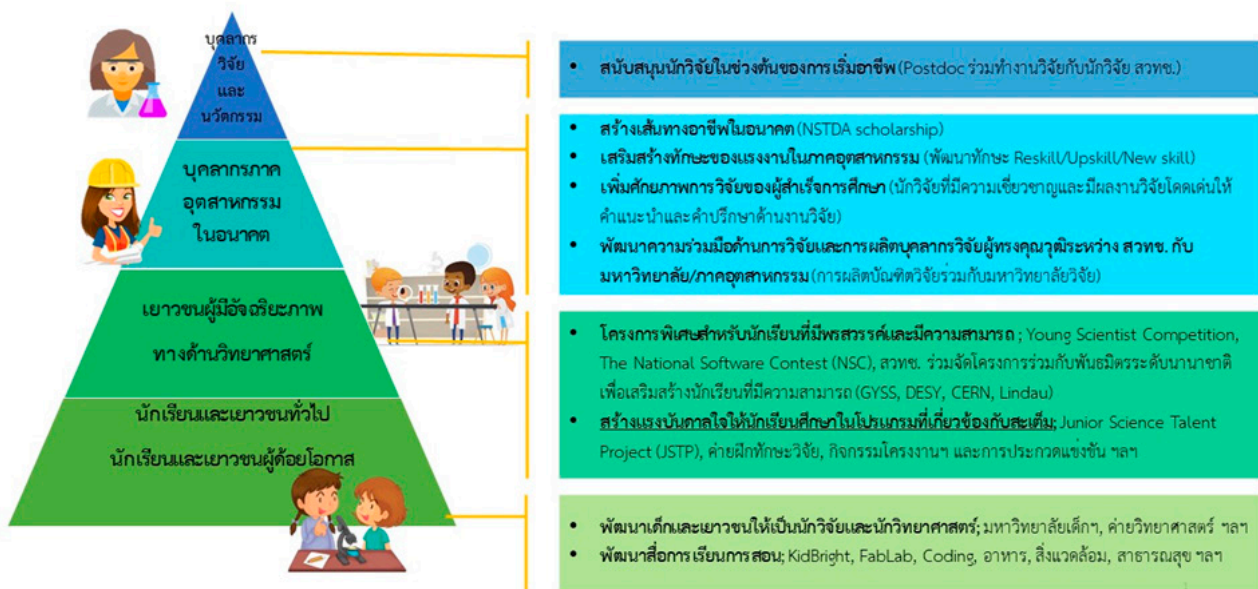 บุคลากร
วิจัย
และ
นวัตกรรม
บุคลากรภาค
อุตสาหกรรม
ในอนาคต
เยาวชนผู้มีอัจฉริยะภาพ
ทางด้านวิทยาศาสตร์
นักเรียนและเยาวชนทั่วไป
นักเรียนและเยาวชนผู้ด้อยโอกาส
• สนับสนุนนักวิจัยในช่วงต้นของการเริ่มอาชีพ (Postdoc ร่วมทำงานวิจัยกับนักวิจัย สวทช.)
• สร้างเส้นทางอาชีพในอนาคต (NSTDA scholarship)
• เสริมสร้างทักษะของแรงงานในภาคอุตสาหกรรม (พัฒนาทักษะ Reskill/Upskill/New skill)
• เพิ่มศักยภาพการวิจัยของผู้สำเร็จการศึกษา (นักวิจัยที่มีความเชี่ยวชาญและมีผลงานวิจัยโดดเด่นให้
คำแนะนำและคำปรึกษาด้านงานวิจัย)
• พัฒนาความร่วมมือด้านการวิจัยและการผลิตบุคลากรวิจัยผู้ทรงคุณวุฒิระหว่าง สวทช. กับ
มหาวิทยาลัย/ภาคอุตสาหกรรม (การผลิตบัณฑิตวิจัยร่วมกับมหาวิทยาลัยวิจัย)
• โครงการพิเศษสำหรับนักเรียนที่มีพรสวรรค์และมีความสามารถ ; Young Scientist Competition,
The National Software Contest (NSC), สวทช. ร่วมจัดโครงการร่วมกับพันธมิตรระดับนานาชาติ
เพื่อเสริมสร้างนักเรียนที่มีความสามารถ (GYSS, DESY, CERN, Lindau)
• สร้างแรงบันดาลใจให้นักเรียนศึกษาในโปรแกรมที่เกี่ยวข้องกับสะเต็ม; Junior Science Talent
Project (JSTP), ค่ายฝึกทักษะวิจัย, กิจกรรมโครงงานฯ และการประกวดแข่งขัน ฯลฯ
• พัฒนาเด็กและเยาวชนให้เป็นนักวิจัยและนักวิทยาศาสตร์; มหาวิทยาลัยเด็กฯ, ค่ายวิทยาศาสตร์ ฯลฯ
• พัฒนาสื่อการเรียนการสอน; KidBright, FabLab, Coding, อาหาร, สิ่งแวดล้อม, สาธารณสุข ฯลฯ